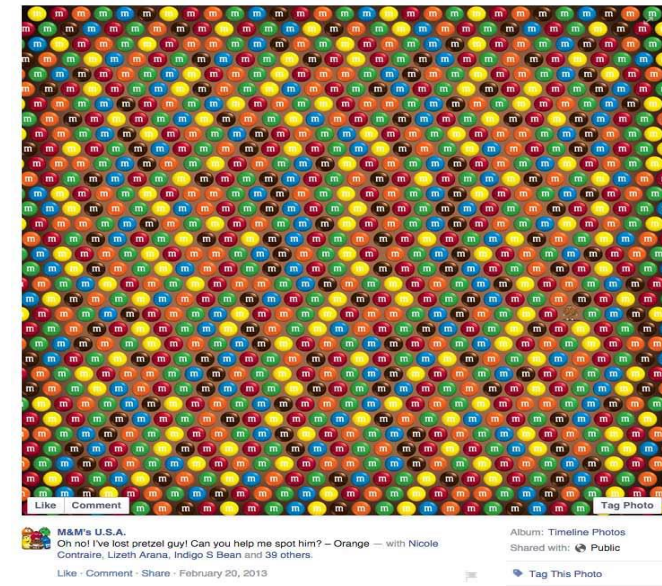 Like Comment Tag Photo
M&M's U.S.A.
Oh no! I've lost pretzel guy! Can you help me spot him? – Orange — with Nicole
Contraire, Lizeth Arana, Indigo S Bean and 39 others.
Like · Comment · Share · February 20, 2013
Album: Timeline Photos
Shared with: Public
Tag This Photo